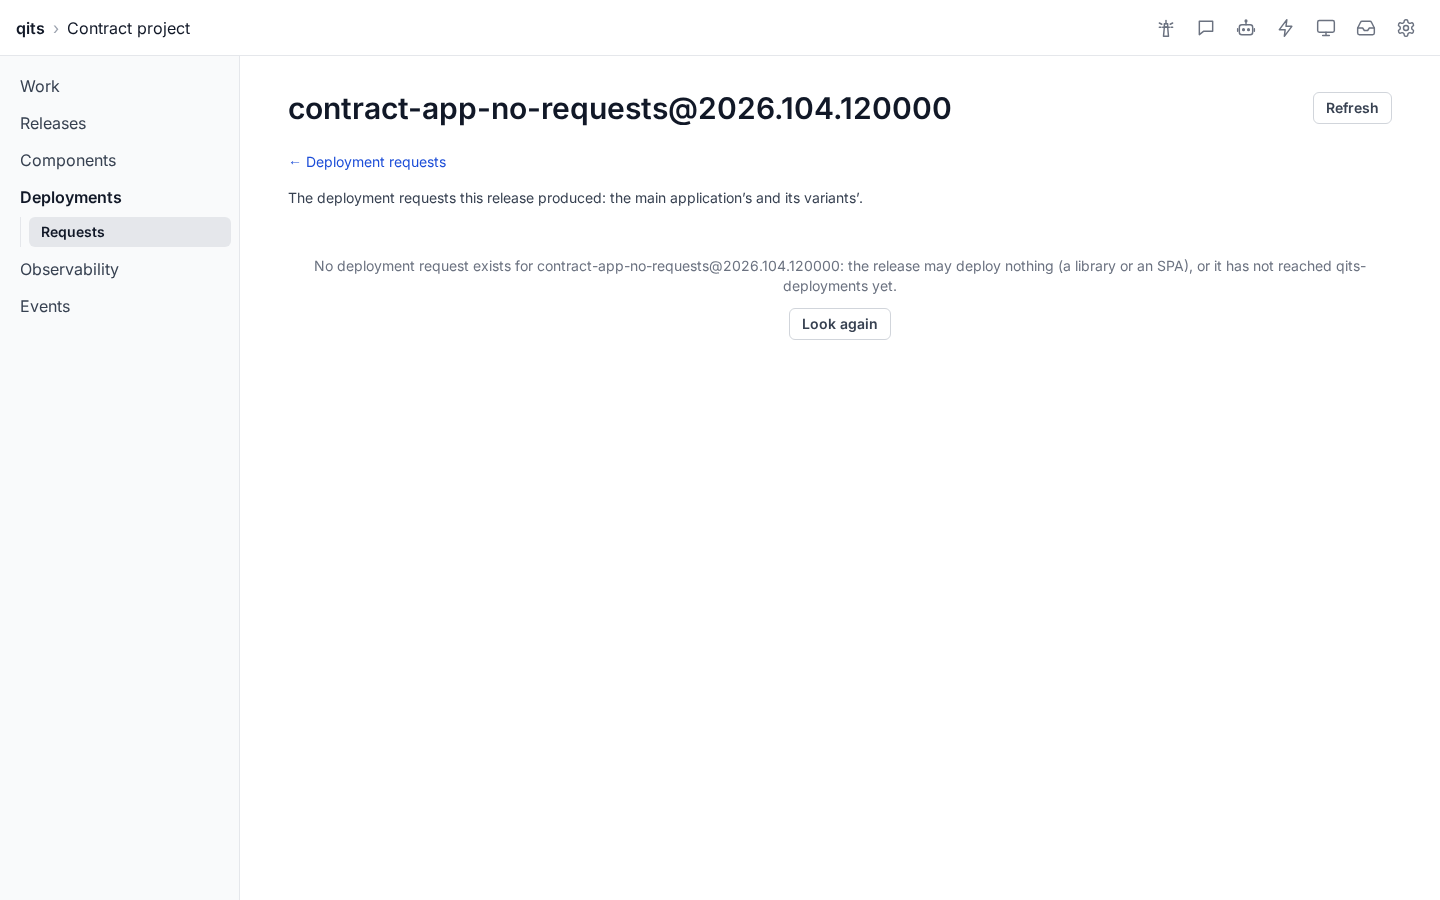 qits › Contract project
Work
Releases
Components
Deployments
Requests
Observability
Events
contract-app-no-requests@2026.104.120000
Refresh
← Deployment requests
The deployment requests this release produced: the main application’s and its variants’.
No deployment request exists for contract-app-no-requests@2026.104.120000: the release may deploy nothing (a library or an SPA), or it has not reached qits-
deployments yet.
Look again